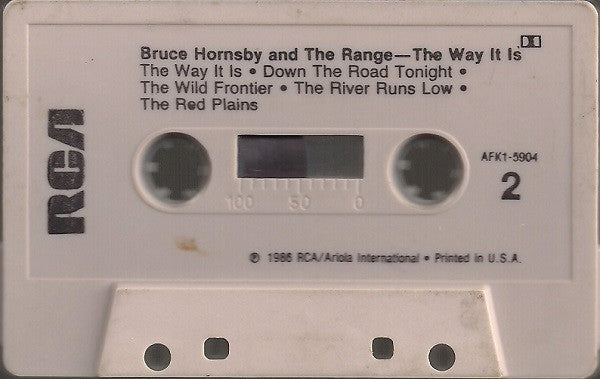 Bruce Hornsby and The Range—The Way It Is
The Way It Is • Down The Road Tonight •
The Wild Frontier • The River Runs Low •
The Red Plains
RCA
AFK1-5904
2
100 50 0
℗ 1986 RCA/Ariola International • Printed in U.S.A.